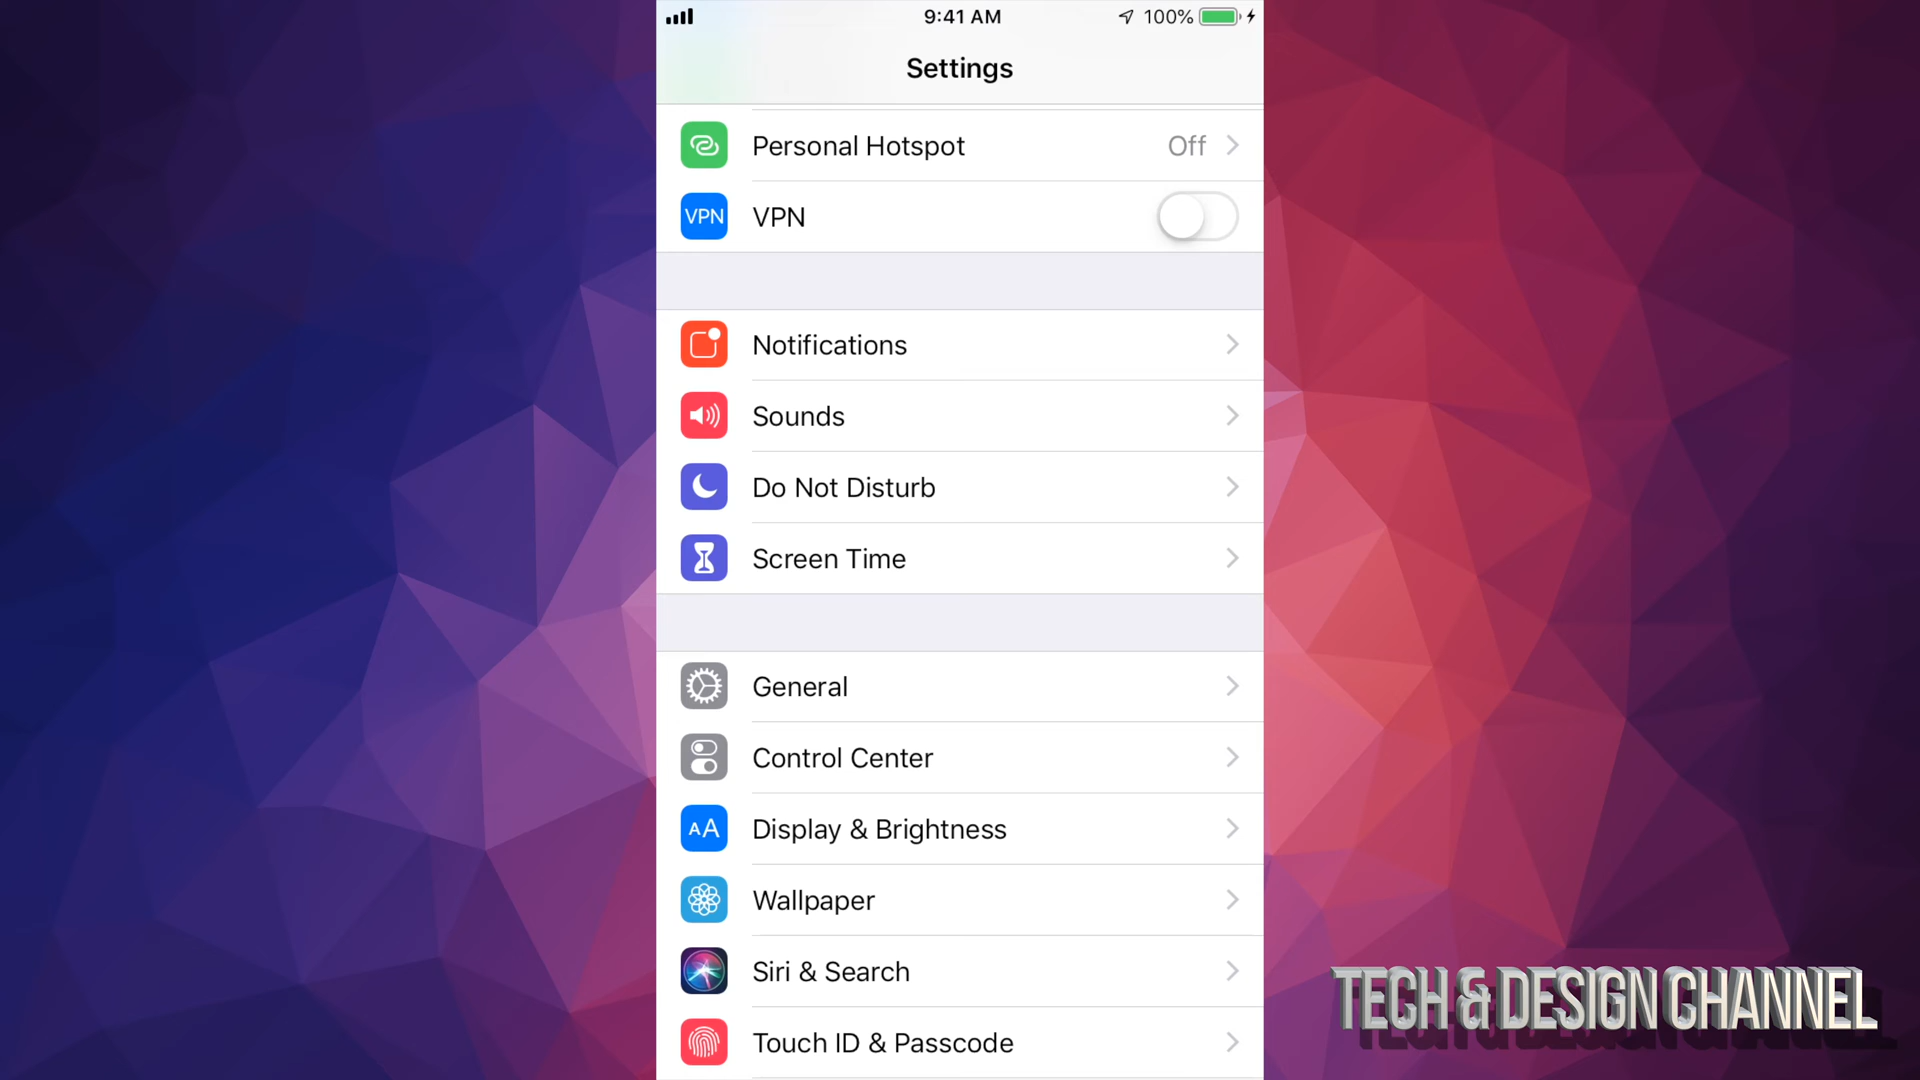 9:41 AM
100%
Settings
Personal Hotspot Off
VPN VPN
Notifications
Sounds
Do Not Disturb
Screen Time
General
Control Center
AA Display & Brightness
Wallpaper
Siri & Search
Touch ID & Passcode
TECH & DESIGN CHANNEL